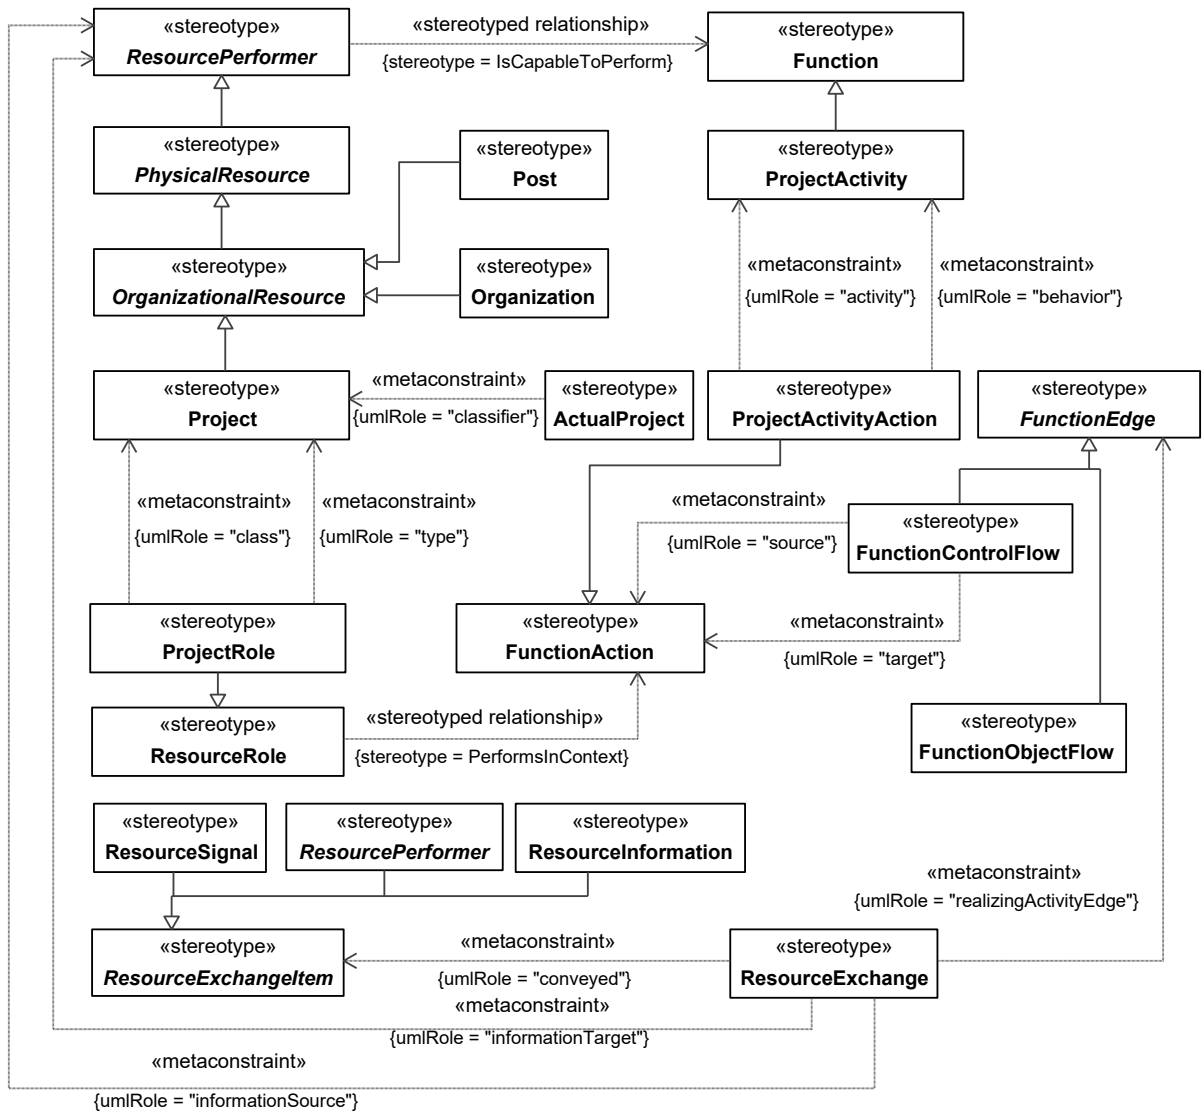 «stereotype»
ResourcePerformer
«stereotyped relationship»
{stereotype = IsCapableToPerform}
«stereotype»
Function
«stereotype»
PhysicalResource
«stereotype»
Post
«stereotype»
ProjectActivity
«stereotype»
OrganizationalResource
«stereotype»
Organization
«metaconstraint»
{umlRole = "activity"}
«metaconstraint»
{umlRole = "behavior"}
«stereotype»
Project
«metaconstraint»
{umlRole = "classifier"}
«stereotype»
ActualProject
«stereotype»
ProjectActivityAction
«stereotype»
FunctionEdge
«metaconstraint»
{umlRole = "class"}
«metaconstraint»
{umlRole = "type"}
«metaconstraint»
{umlRole = "source"}
«stereotype»
FunctionControlFlow
«stereotype»
ProjectRole
«stereotype»
FunctionAction
«metaconstraint»
{umlRole = "target"}
«stereotype»
ResourceRole
«stereotyped relationship»
{stereotype = PerformsInContext}
«stereotype»
FunctionObjectFlow
«stereotype»
ResourceSignal
«stereotype»
ResourcePerformer
«stereotype»
ResourceInformation
«metaconstraint»
{umlRole = "realizingActivityEdge"}
«stereotype»
ResourceExchangeItem
«metaconstraint»
{umlRole = "conveyed"}
«stereotype»
ResourceExchange
«metaconstraint»
{umlRole = "informationTarget"}
«metaconstraint»
{umlRole = "informationSource"}